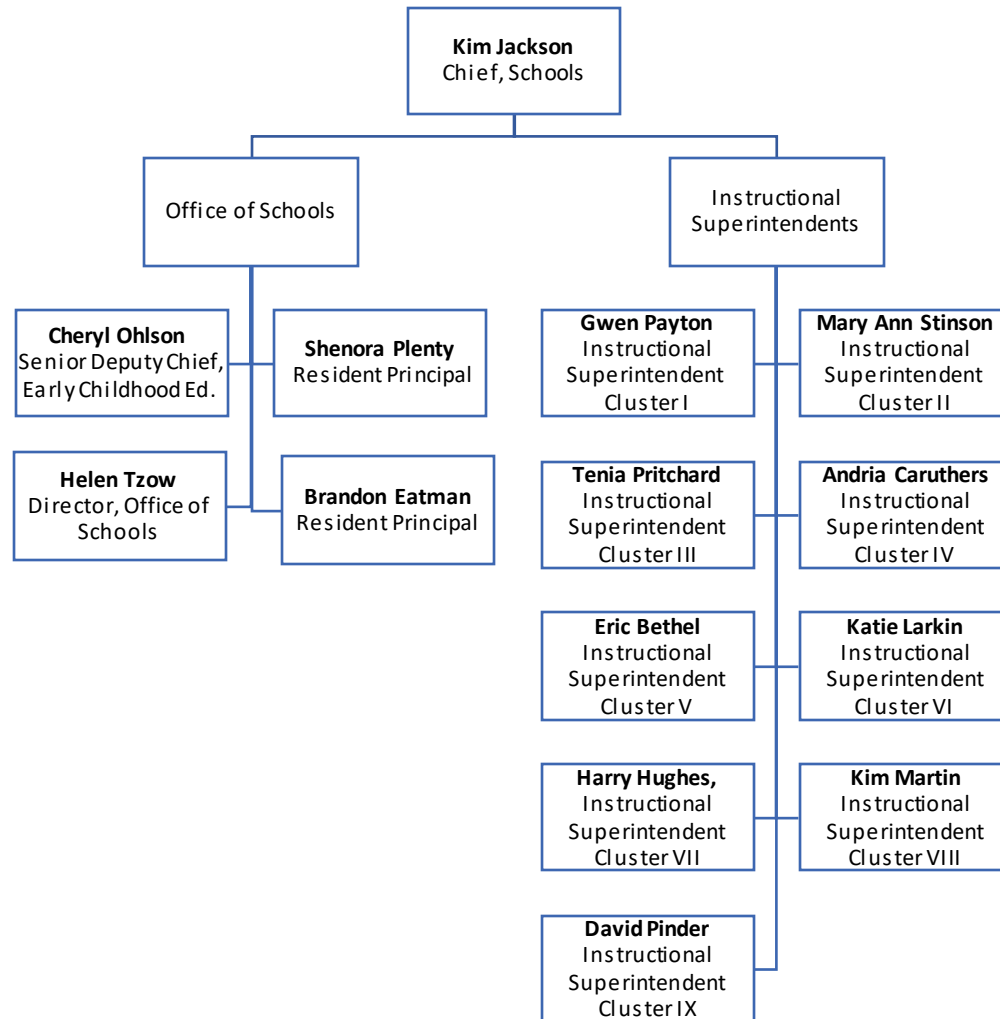 Kim Jackson
Chief, Schools
Office of Schools
Instructional
Superintendents
Cheryl Ohlson
Senior Deputy Chief,
Early Childhood Ed.
Shenora Plenty
Resident Principal
Helen Tzow
Director, Office of
Schools
Brandon Eatman
Resident Principal
Gwen Payton
Instructional
Superintendent
Cluster I
Mary Ann Stinson
Instructional
Superintendent
Cluster II
Tenia Pritchard
Instructional
Superintendent
Cluster III
Andria Caruthers
Instructional
Superintendent
Cluster IV
Eric Bethel
Instructional
Superintendent
Cluster V
Katie Larkin
Instructional
Superintendent
Cluster VI
Harry Hughes,
Instructional
Superintendent
Cluster VII
Kim Martin
Instructional
Superintendent
Cluster VIII
David Pinder
Instructional
Superintendent
Cluster IX